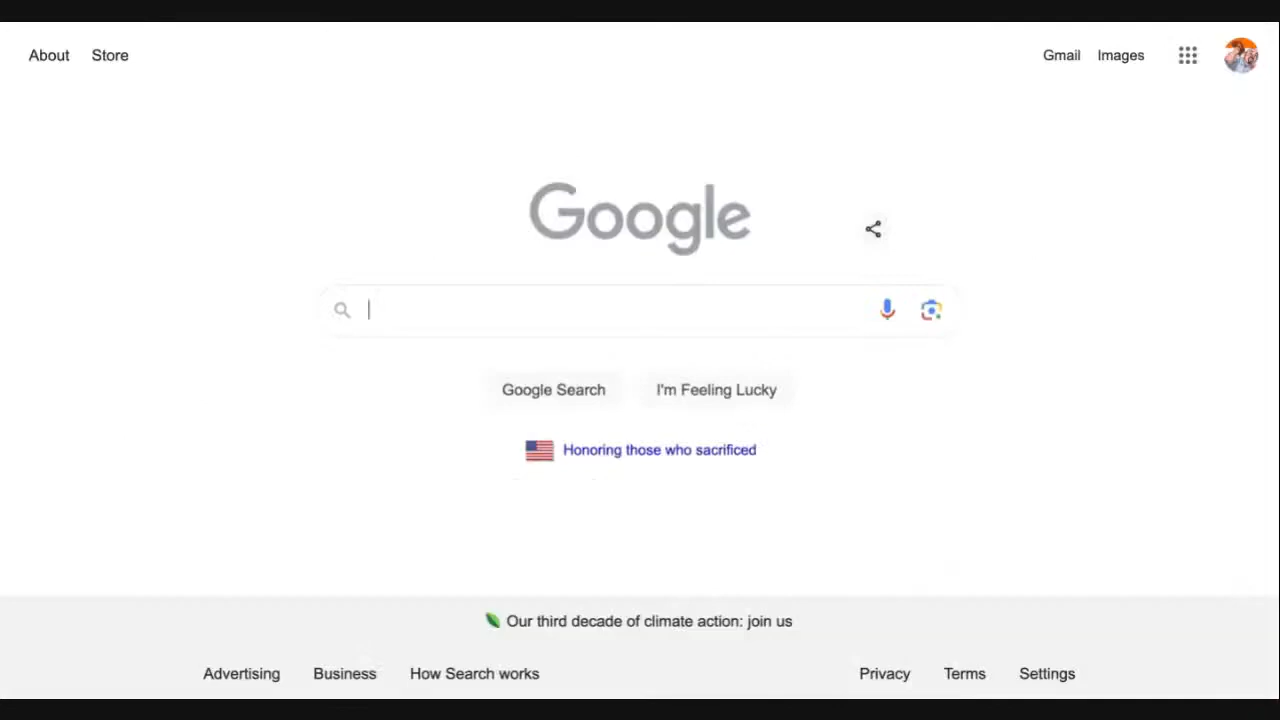 About Store
Gmail Images
Google
Google Search I'm Feeling Lucky
Honoring those who sacrificed
Our third decade of climate action: join us
Advertising Business How Search works
Privacy Terms Settings